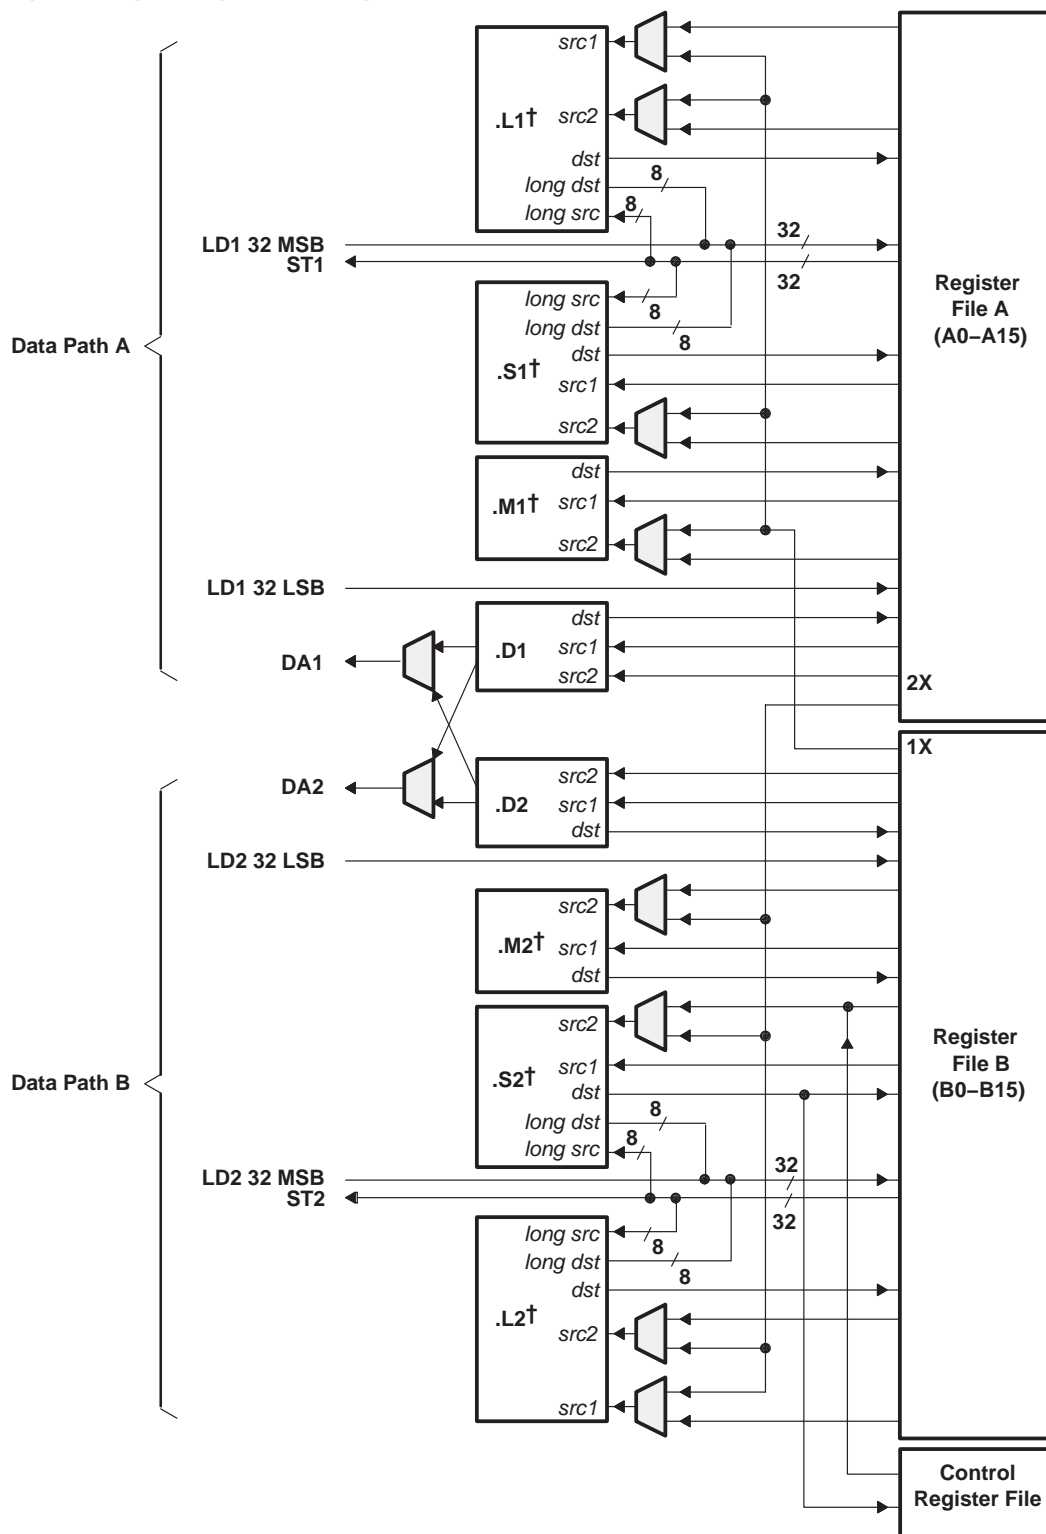 src1
.L1†
src2
dst
8
long dst
8
long src
LD1 32 MSB
32
ST1
32
Register
File A
(A0–A15)
long src
8
long dst
8
Data Path A
dst
.S1†
src1
src2
dst
.M1†
src1
src2
LD1 32 LSB
dst
.D1
src1
DA1
src2
2X
1X
DA2
src2
.D2
src1
dst
LD2 32 LSB
src2
.M2†
src1
dst
src2
Register
File B
(B0–B15)
src1
.S2†
Data Path B
dst
8
long dst
8
long src
LD2 32 MSB
32
ST2
32
long src
8
long dst
8
dst
.L2†
src2
src1
Control
Register File